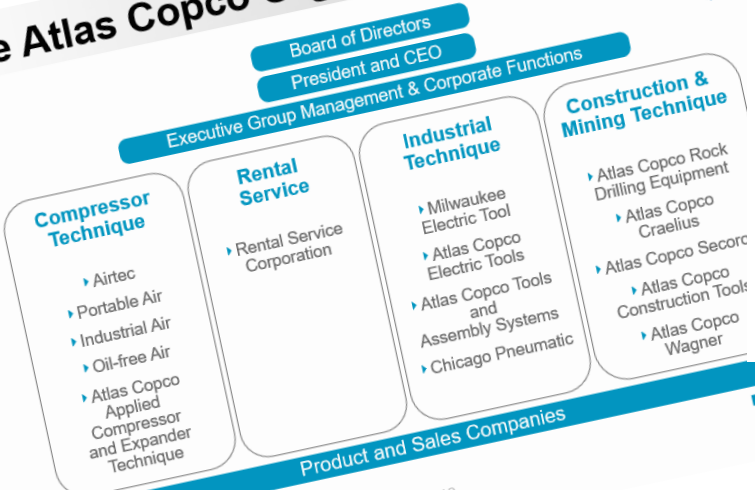 Atlas Copco
Board of Directors
President and CEO
Executive Group Management & Corporate Functions
Compressor
Technique
Airtec
Portable Air
Industrial Air
Oil-free Air
Atlas Copco
Applied
Compressor
and Expander
Technique
Rental
Service
Rental Service
Corporation
Industrial
Technique
Milwaukee
Electric Tool
Atlas Copco
Electric Tools
Atlas Copco Tools
and
Assembly Systems
Chicago Pneumatic
Construction &
Mining Technique
Atlas Copco Rock
Drilling Equipment
Atlas Copco
Craelius
Atlas Copco Secoroc
Atlas Copco
Construction Tools
Atlas Copco
Wagner
Product and Sales Companies